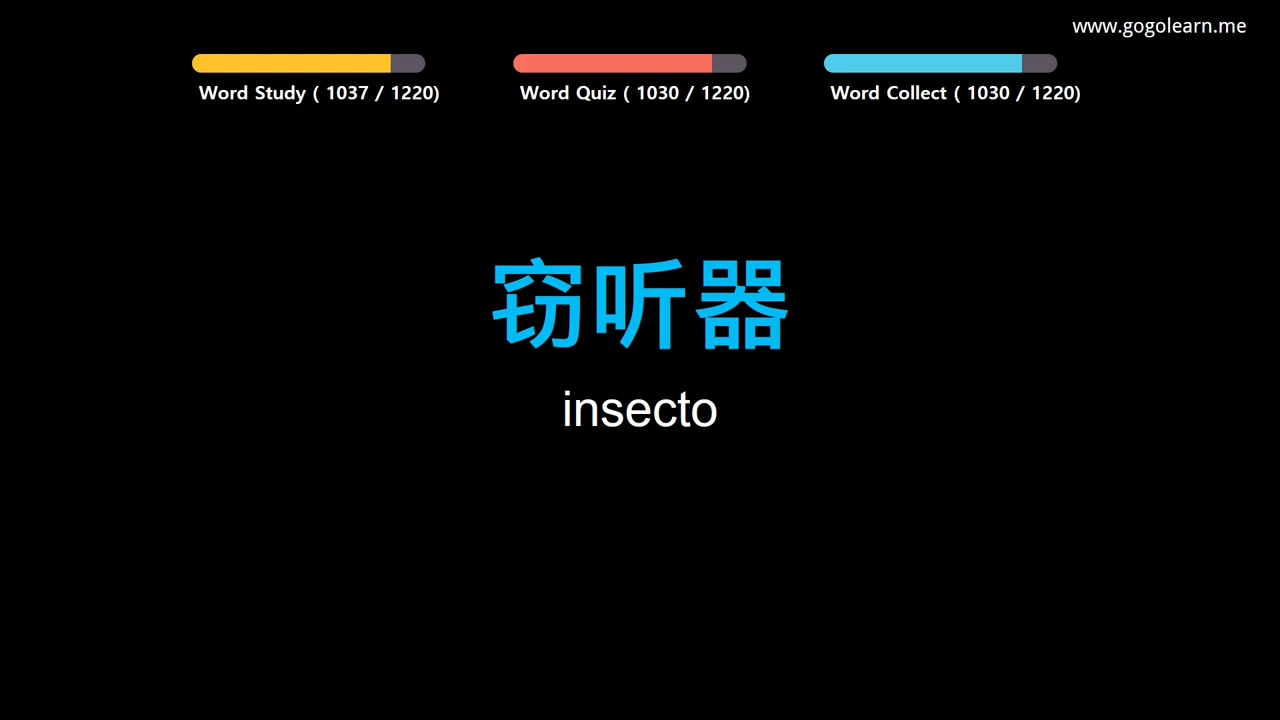 www.gogolearn.me
Word Study ( 1037 / 1220)
Word Quiz ( 1030 / 1220)
Word Collect ( 1030 / 1220)
窃听器
insecto